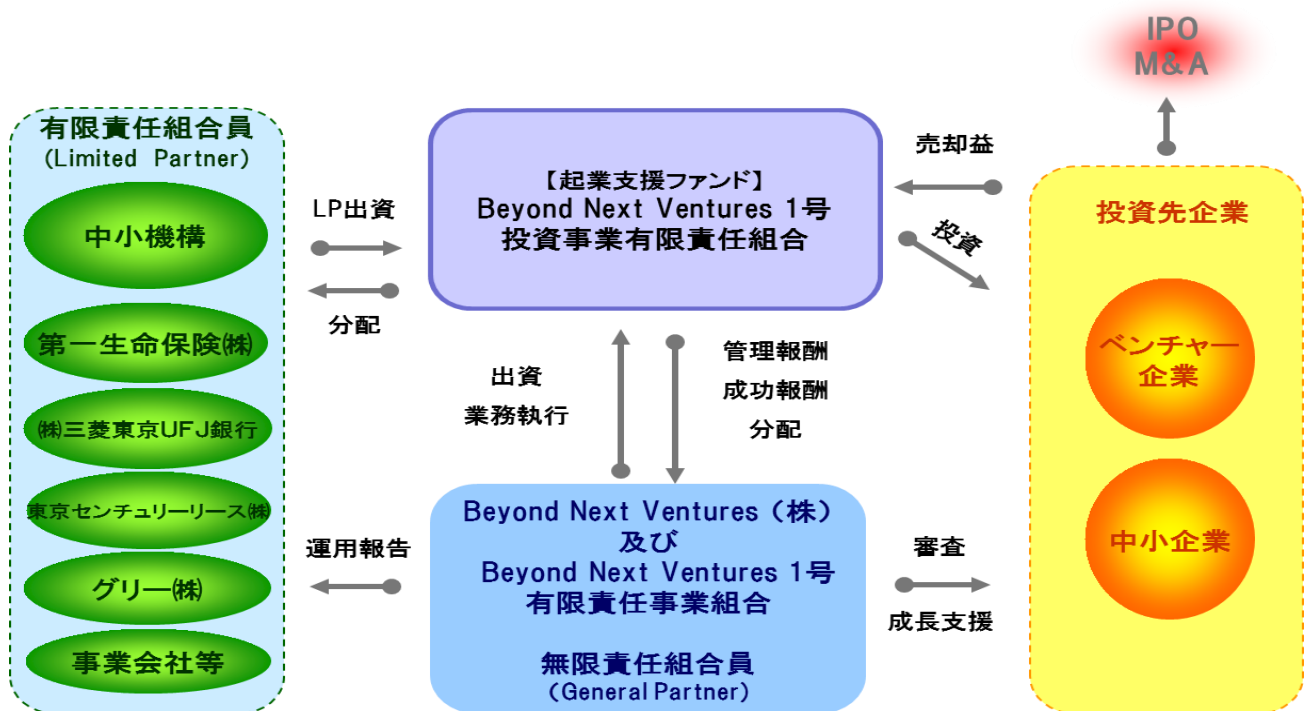 IPO
M&A
有限責任組合員
(Limited Partner)
中小機構
第一生命保険㈱
㈱三菱東京UFJ銀行
東京センチュリーリース㈱
グリー㈱
事業会社等
LP出資
分配
運用報告
【起業支援ファンド】
Beyond Next Ventures 1号
投資事業有限責任組合
出資
業務執行
管理報酬
成功報酬
分配
Beyond Next Ventures（株）
及び
Beyond Next Ventures 1号
有限責任事業組合
無限責任組合員
（General Partner）
売却益
投資
審査
成長支援
投資先企業
ベンチャー
企業
中小企業